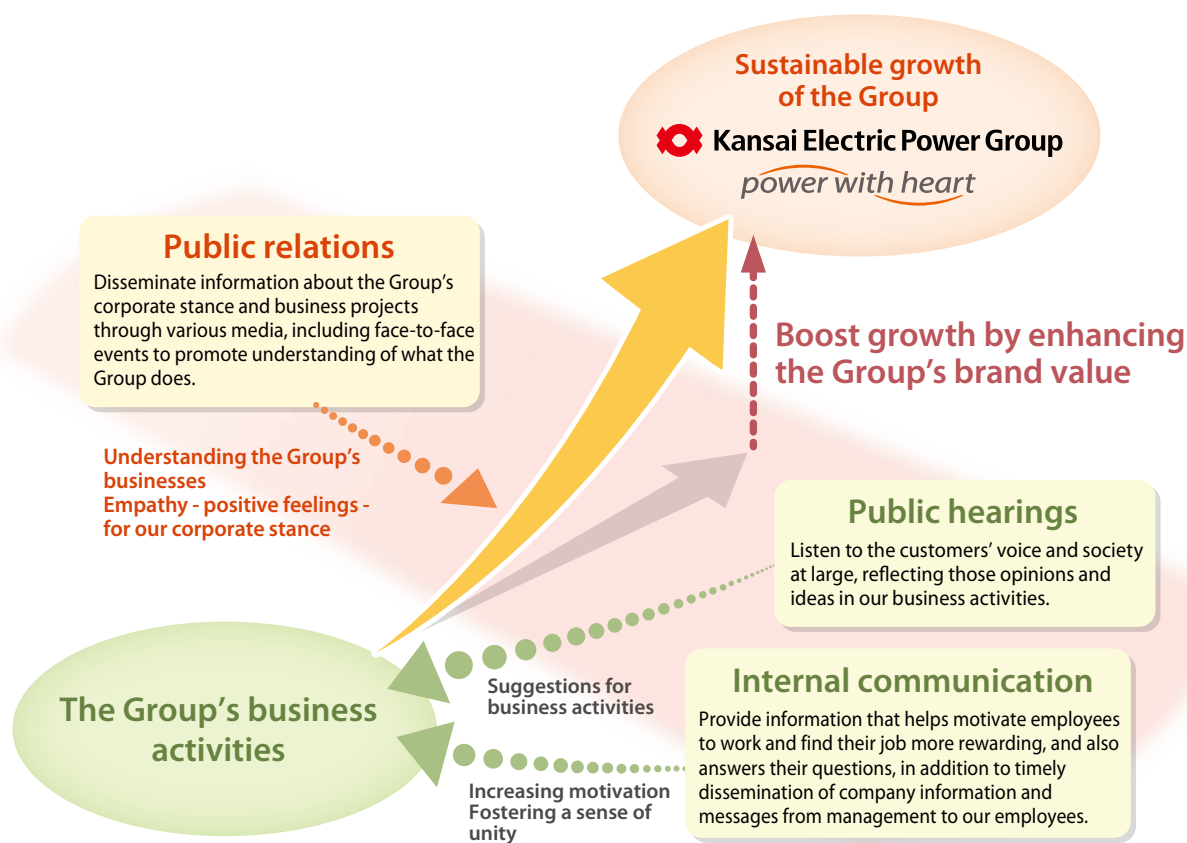 Sustainable growth
of the Group
Kansai Electric Power Group
power with heart
Public relations
Disseminate information about the Group's
corporate stance and business projects
through various media, including face-to-face
events to promote understanding of what the
Group does.
Boost growth by enhancing
the Group's brand value
Understanding the Group's
businesses
Empathy - positive feelings -
for our corporate stance
Public hearings
Listen to the customers' voice and society
at large, reflecting those opinions and
ideas in our business activities.
The Group's business
activities
Suggestions for
business activities
Internal communication
Provide information that helps motivate employees
to work and find their job more rewarding, and also
answers their questions, in addition to timely
dissemination of company information and
messages from management to our employees.
Increasing motivation
Fostering a sense of
unity